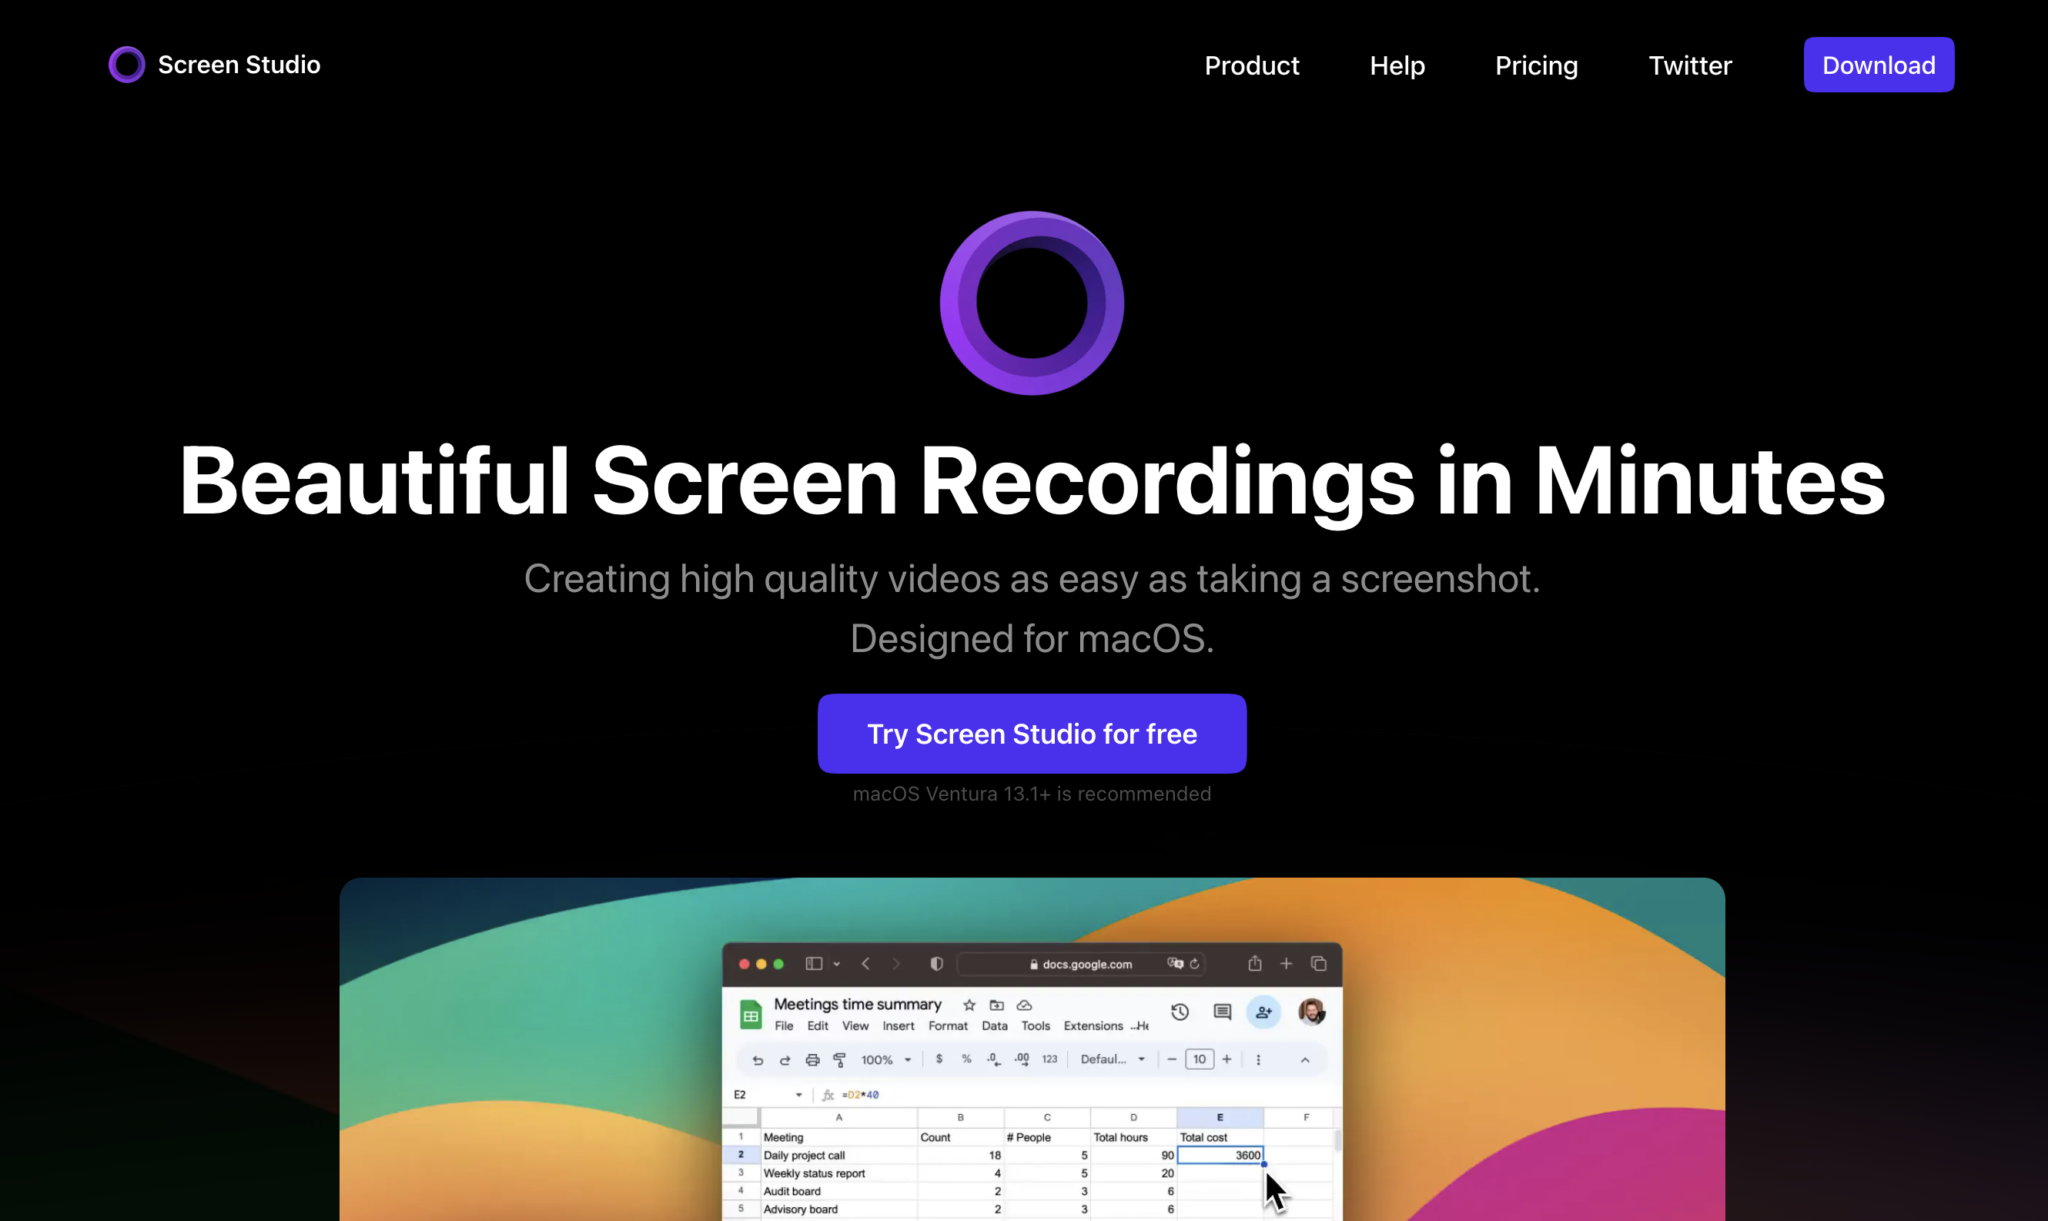 Screen Studio
Product Help Pricing Twitter Download
Beautiful Screen Recordings in Minutes
Creating high quality videos as easy as taking a screenshot.
Designed for macOS.
Try Screen Studio for free
macOS Ventura 13.1+ is recommended
docs.google.com
Meetings time summary
File Edit View Insert Format Data Tools Extensions
100% $ % .0 .00 123 Defaul... 10
E2 fx =D2*40
A B C D E F
1 Meeting Count # People Total hours Total cost
2 Daily project call 18 5 90 3600
3 Weekly status report 4 5 20
4 Audit board 2 3 6
5 Advisory board 2 3 6